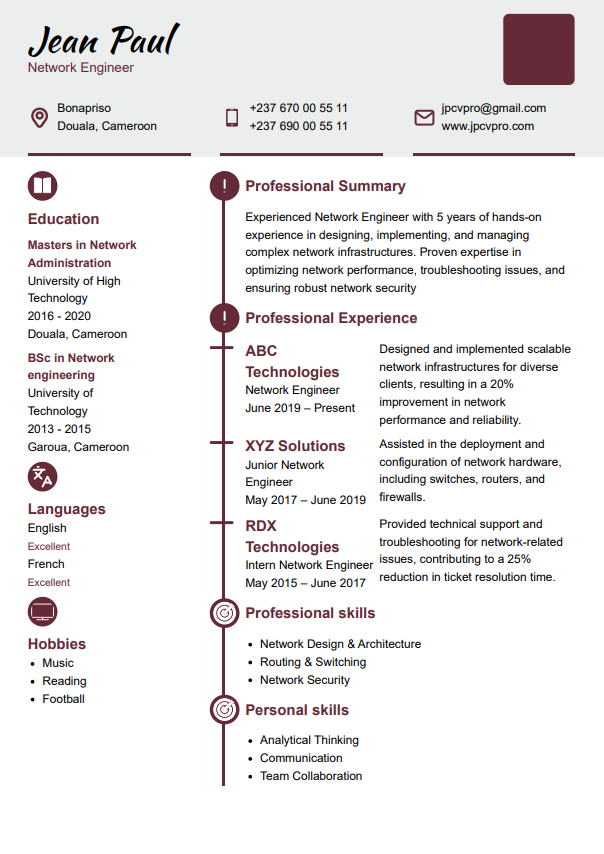 Jean Paul
Network Engineer
Bonapriso
Douala, Cameroon
+237 670 00 55 11
+237 690 00 55 11
jpcvpro@gmail.com
www.jpcvpro.com
Education
Masters in Network
Administration
University of High
Technology
2016 - 2020
Douala, Cameroon
BSc in Network
engineering
University of
Technology
2013 - 2015
Garoua, Cameroon
Languages
English
Excellent
French
Excellent
Hobbies
• Music
• Reading
• Football
Professional Summary
Experienced Network Engineer with 5 years of hands-on
experience in designing, implementing, and managing
complex network infrastructures. Proven expertise in
optimizing network performance, troubleshooting issues, and
ensuring robust network security
Professional Experience
ABC
Technologies
Network Engineer
June 2019 – Present
Designed and implemented scalable
network infrastructures for diverse
clients, resulting in a 20%
improvement in network
performance and reliability.
XYZ Solutions
Junior Network
Engineer
May 2017 – June 2019
Assisted in the deployment and
configuration of network hardware,
including switches, routers, and
firewalls.
RDX
Technologies
Intern Network Engineer
May 2015 – June 2017
Provided technical support and
troubleshooting for network-related
issues, contributing to a 25%
reduction in ticket resolution time.
Professional skills
• Network Design & Architecture
• Routing & Switching
• Network Security
Personal skills
• Analytical Thinking
• Communication
• Team Collaboration